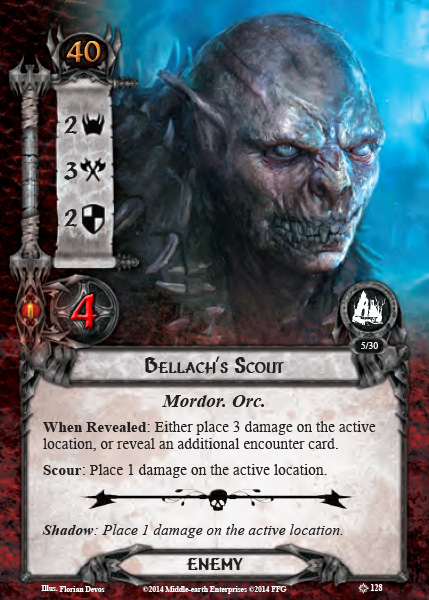 40
2
3
2
4
5/30
Bellach's Scout
Mordor. Orc.
When Revealed: Either place 3 damage on the active
location, or reveal an additional encounter card.
Scour: Place 1 damage on the active location.
Shadow: Place 1 damage on the active location.
ENEMY
Illus. Florian Devos ©2014 Middle-earth Enterprises ©2014 FFG 128